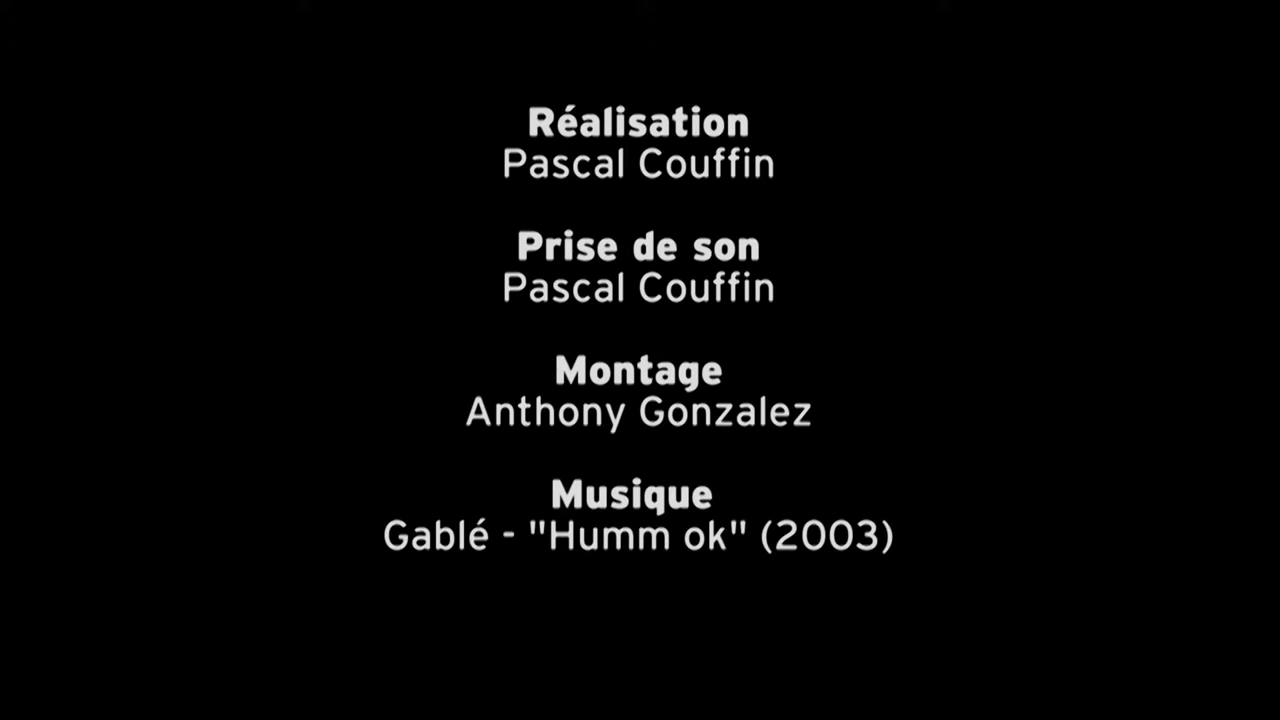 Réalisation
Pascal Couffin
Prise de son
Pascal Couffin
Montage
Anthony Gonzalez
Musique
Gablé - "Humm ok" (2003)